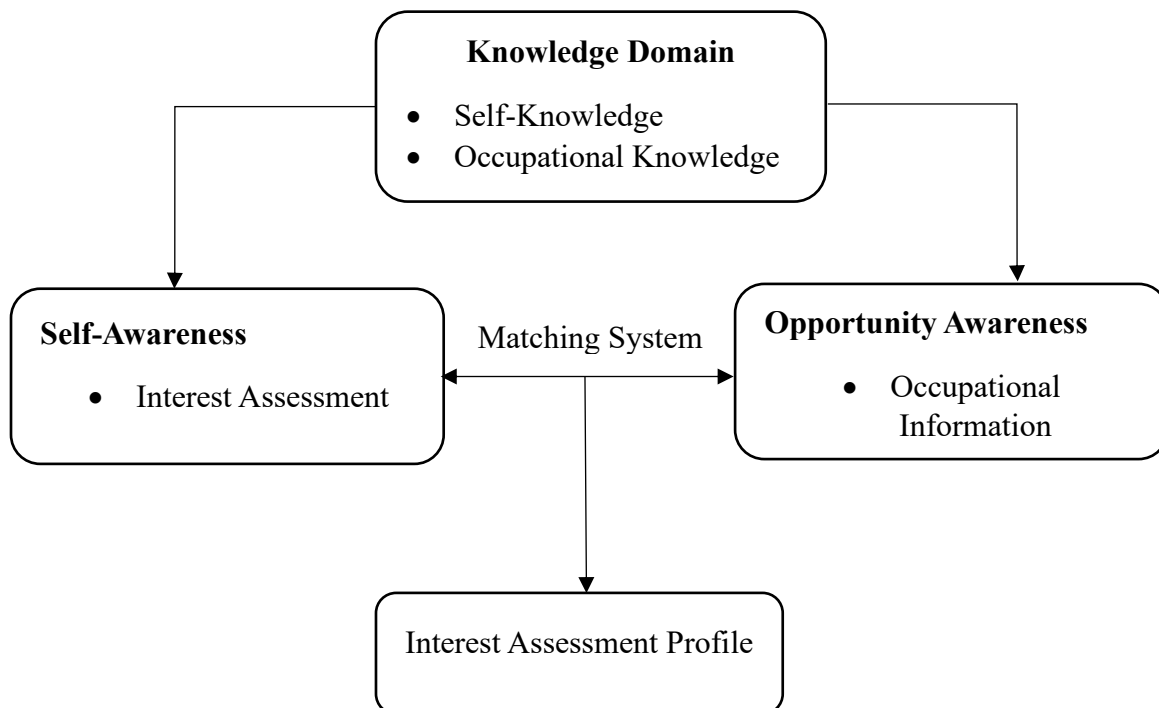 Knowledge Domain
• Self-Knowledge
• Occupational Knowledge
Self-Awareness
• Interest Assessment
Matching System
Opportunity Awareness
• Occupational
Information
Interest Assessment Profile